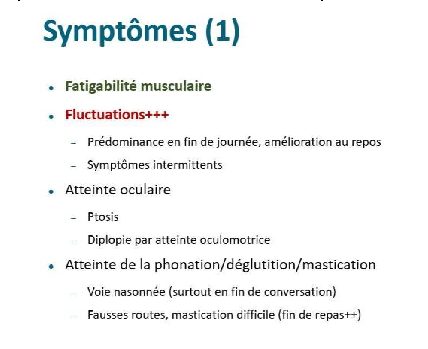 Symptômes (1)
• Fatigabilité musculaire
• Fluctuations+++
– Prédominance en fin de journée, amélioration au repos
– Symptômes intermittents
• Atteinte oculaire
– Ptosis
– Diplopie par atteinte oculomotrice
• Atteinte de la phonation/déglutition/mastication
– Voie nasonnée (surtout en fin de conversation)
– Fausses routes, mastication difficile (fin de repas++)